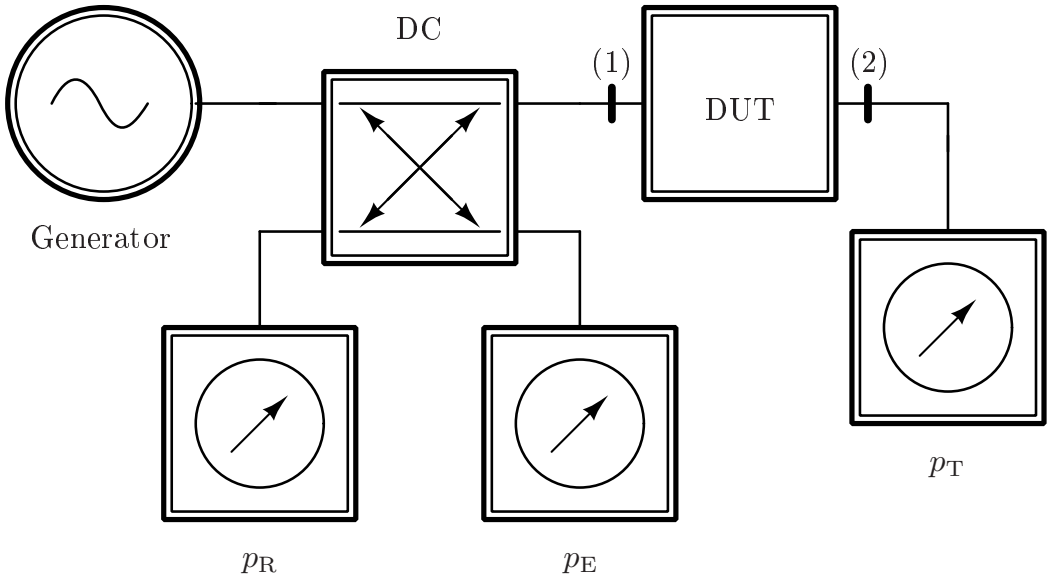 DC
(1)
(2)
DUT
Generator
p_T
p_R
p_E